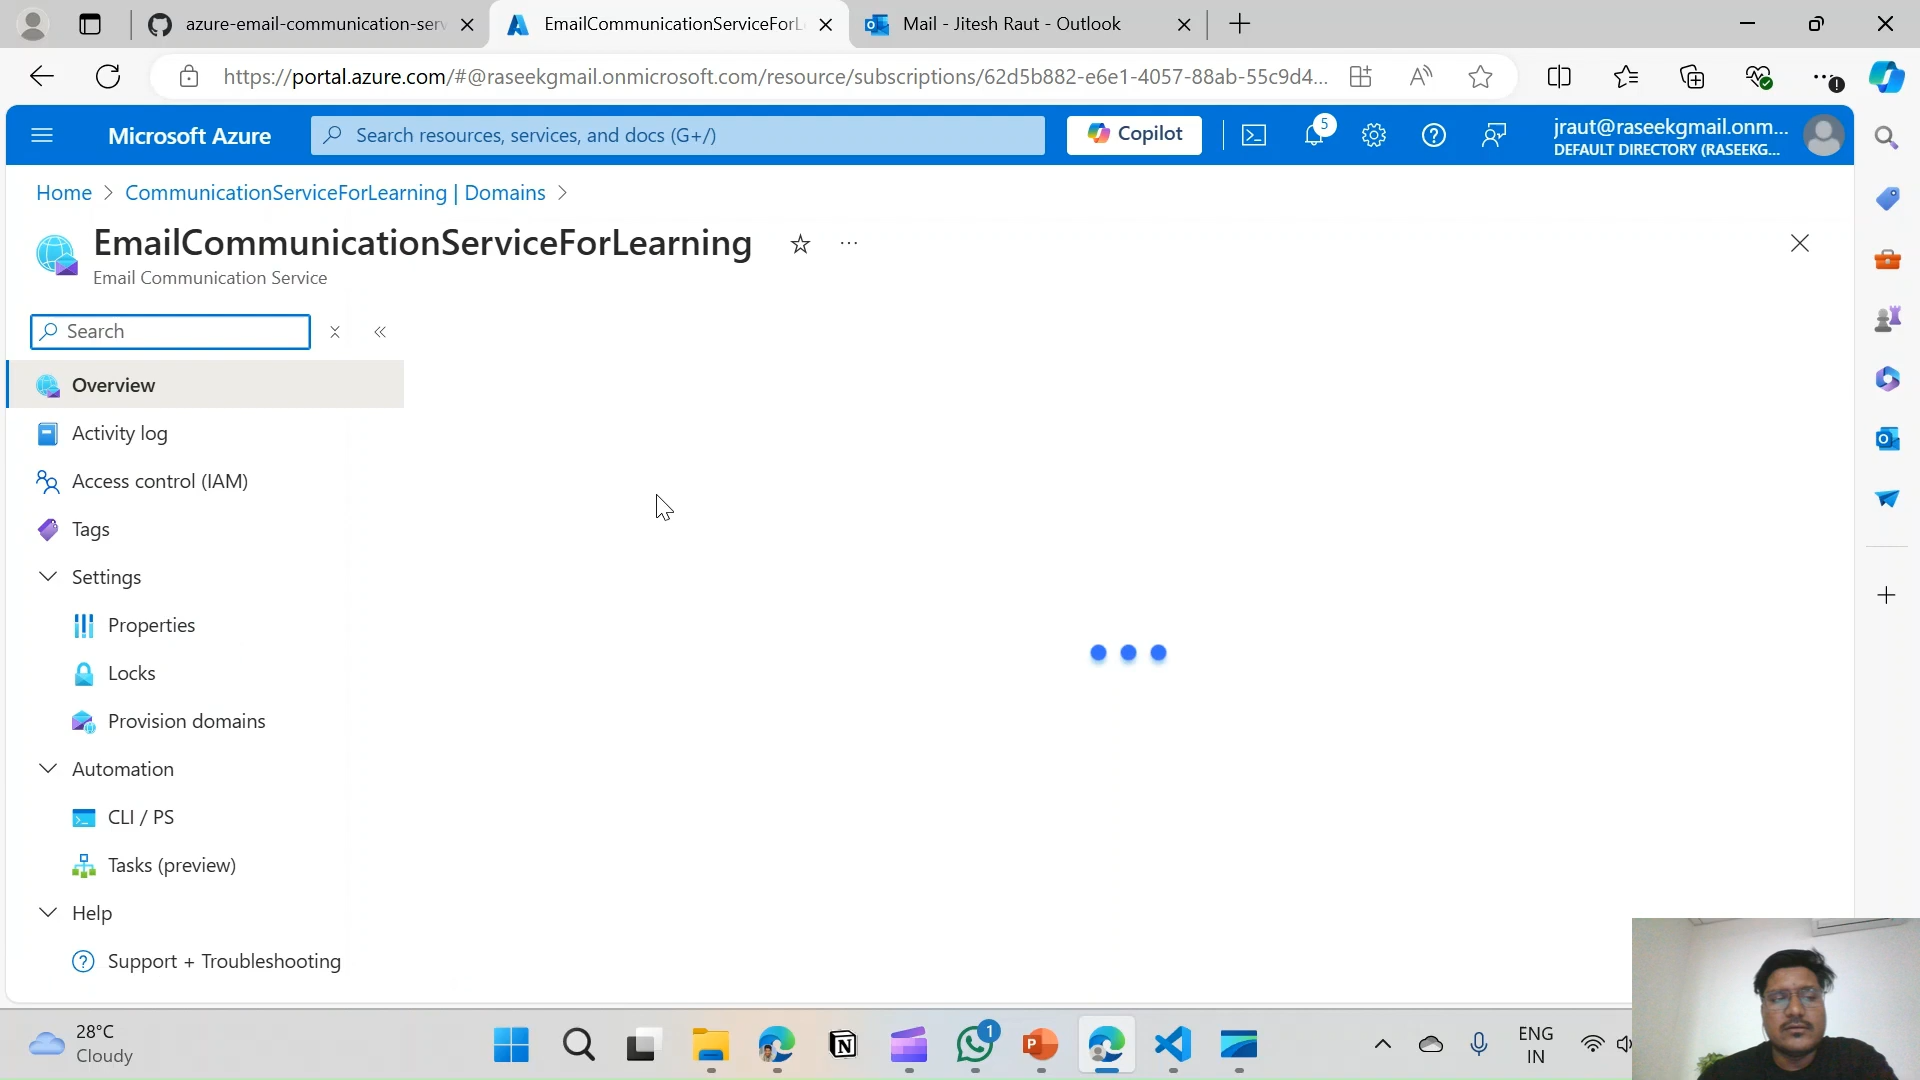 azure-email-communication-serv
EmailCommunicationServiceForL
Mail - Jitesh Raut - Outlook
https://portal.azure.com/#@raseekgmail.onmicrosoft.com/resource/subscriptions/62d5b882-e6e1-4057-88ab-55c9d4...
Microsoft Azure
Search resources, services, and docs (G+/)
Copilot
5
jraut@raseekgmail.onm...
DEFAULT DIRECTORY (RASEEKG...
Home > CommunicationServiceForLearning | Domains >
EmailCommunicationServiceForLearning
Email Communication Service
Search
Overview
Activity log
Access control (IAM)
Tags
Settings
Properties
Locks
Provision domains
Automation
CLI / PS
Tasks (preview)
Help
Support + Troubleshooting
28°C
Cloudy
1
ENG
IN